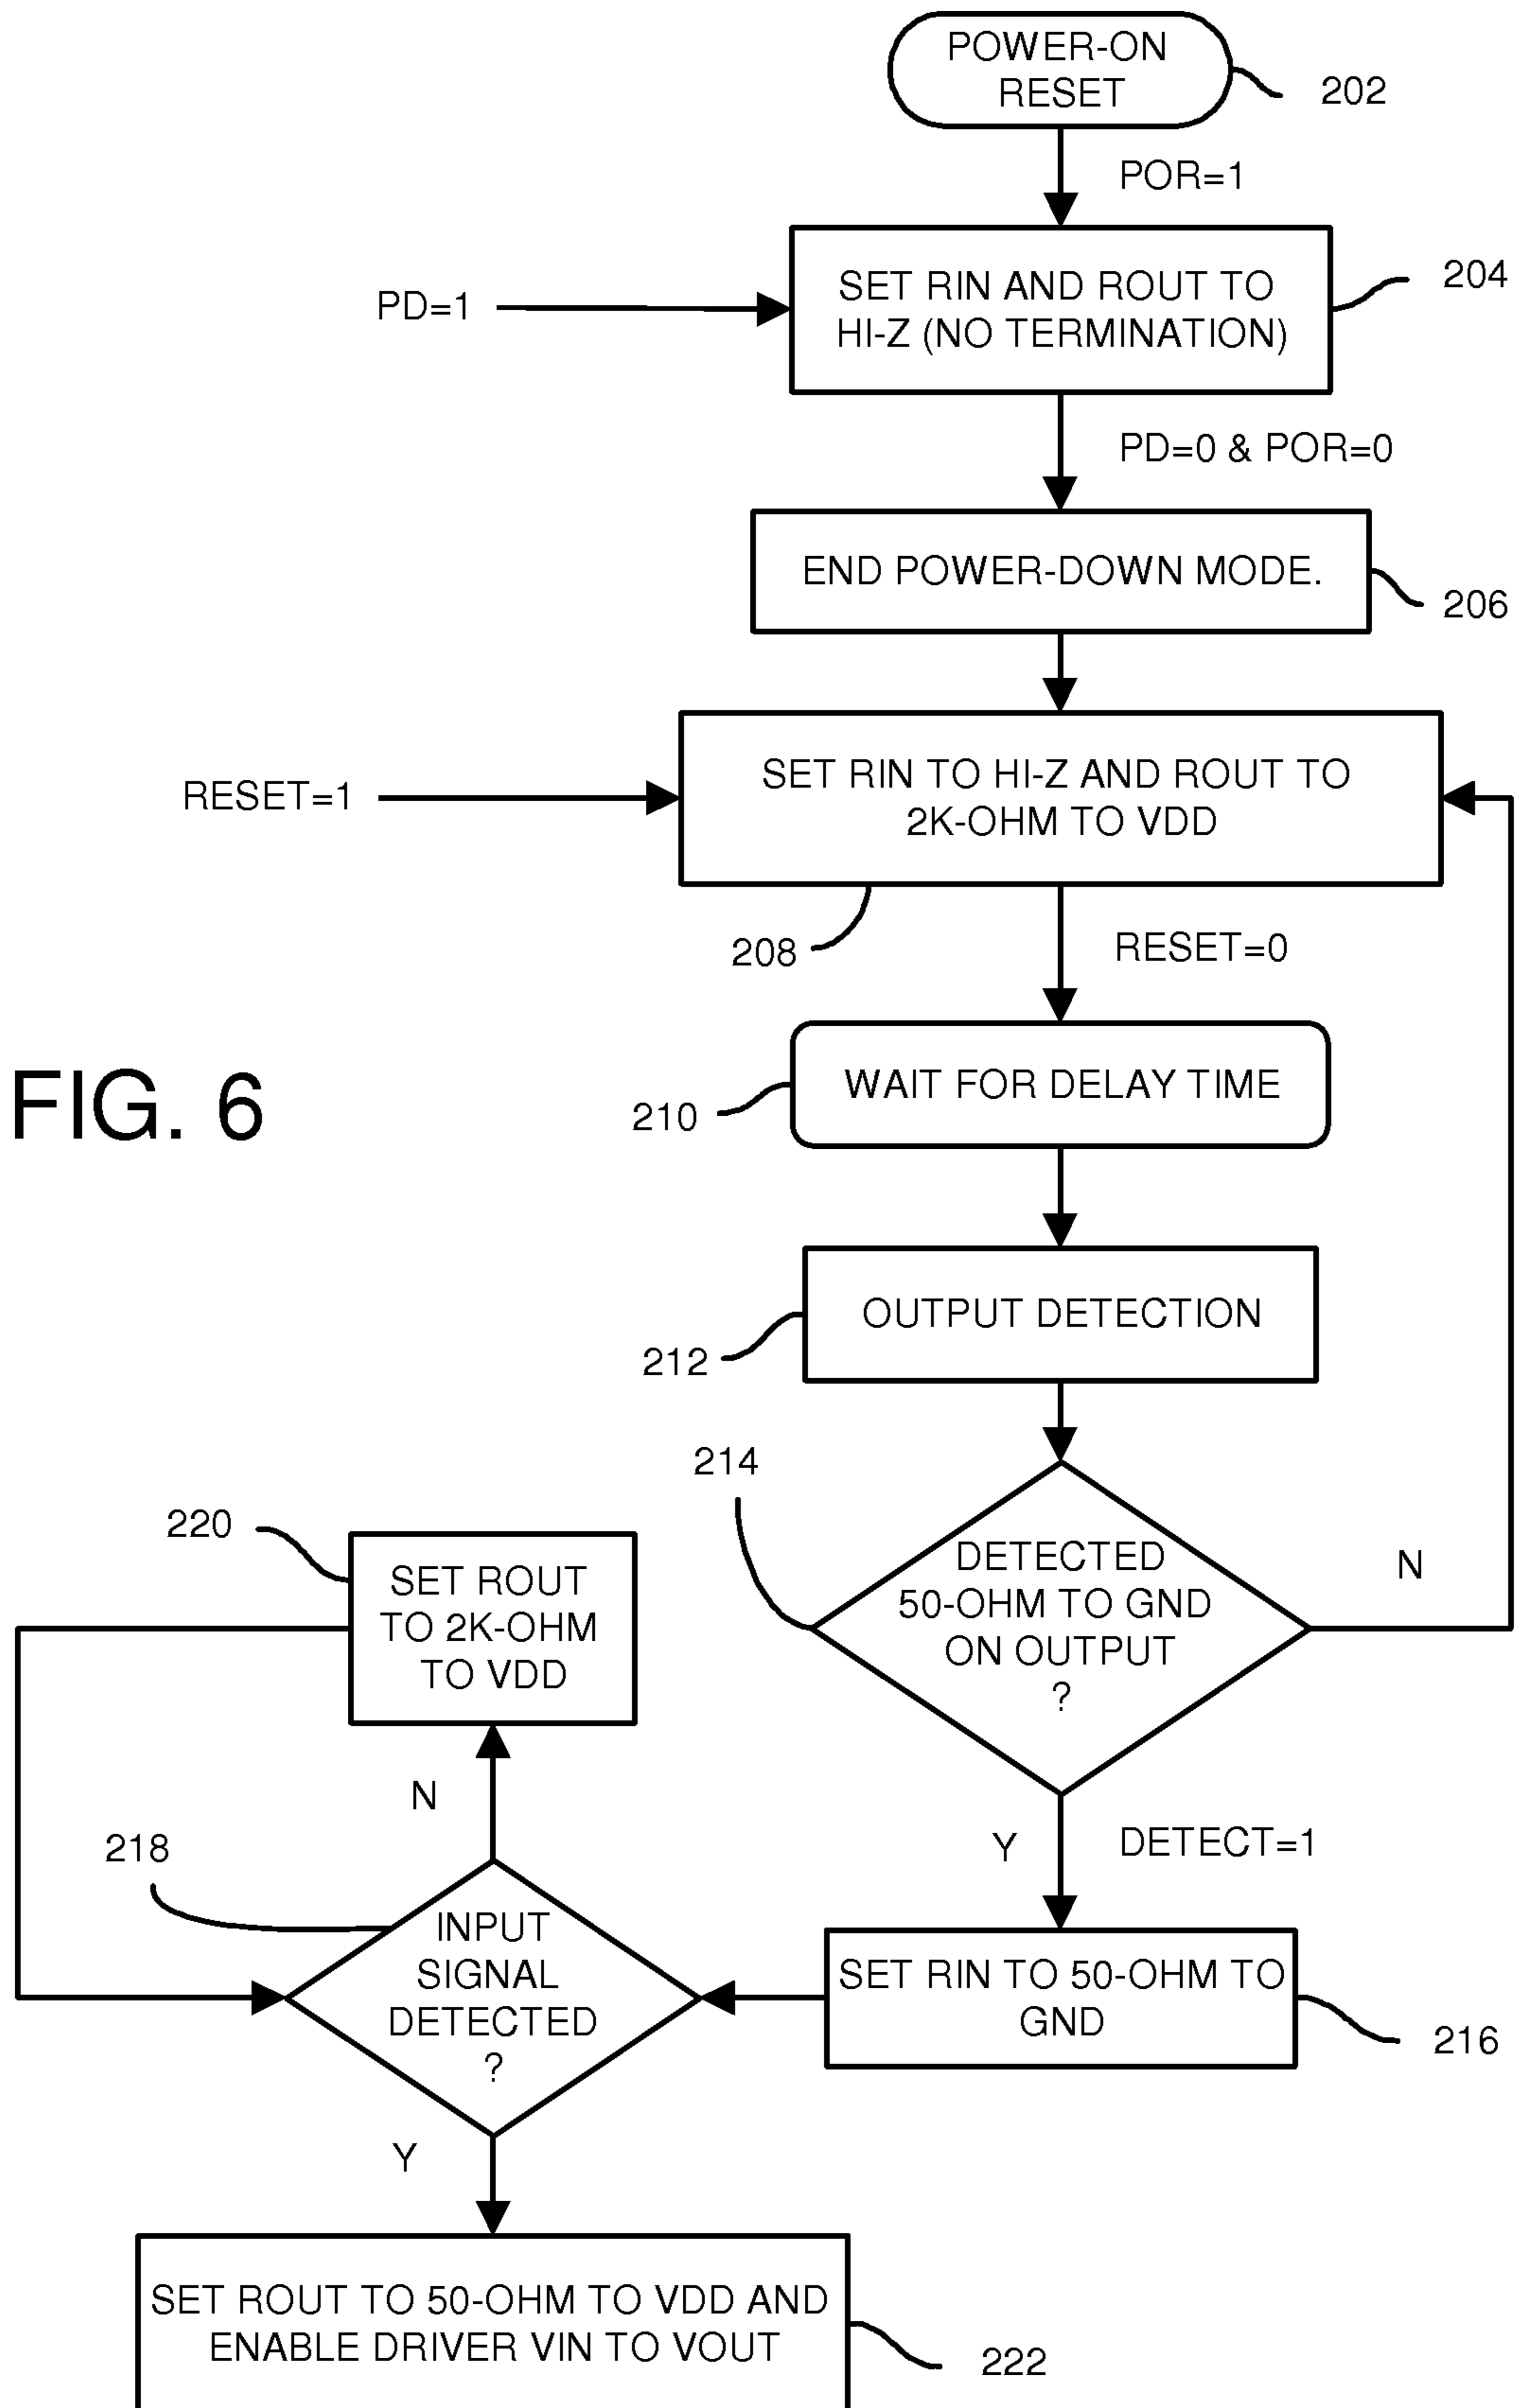 POWER-ON
RESET
202
POR=1
SET RIN AND ROUT TO
HI-Z (NO TERMINATION)
204
PD=1
PD=0 & POR=0
END POWER-DOWN MODE.
206
SET RIN TO HI-Z AND ROUT TO
2K-OHM TO VDD
RESET=1
208
RESET=0
FIG. 6
WAIT FOR DELAY TIME
210
OUTPUT DETECTION
212
214
DETECTED
50-OHM TO GND
ON OUTPUT
?
N
220
SET ROUT
TO 2K-OHM
TO VDD
N
Y
DETECT=1
218
INPUT
SIGNAL
DETECTED
?
SET RIN TO 50-OHM TO
GND
216
Y
SET ROUT TO 50-OHM TO VDD AND
ENABLE DRIVER VIN TO VOUT
222